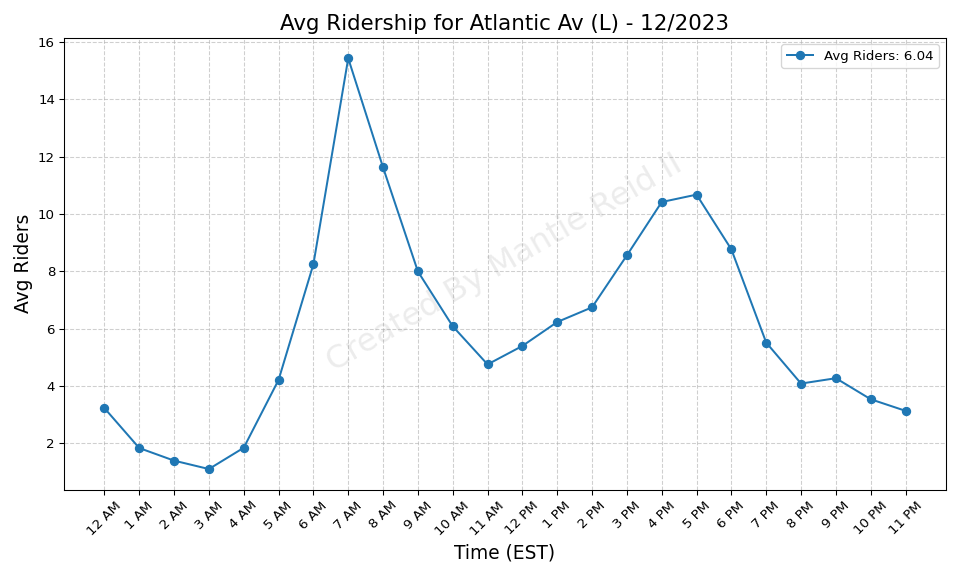 Avg Ridership for Atlantic Av (L) - 12/2023
Avg Riders: 6.04
Avg Riders
16
14
12
10
8
6
4
2
Created By Mantie Reid II
12 AM
1 AM
2 AM
3 AM
4 AM
5 AM
6 AM
7 AM
8 AM
9 AM
10 AM
11 AM
12 PM
1 PM
2 PM
3 PM
4 PM
5 PM
6 PM
7 PM
8 PM
9 PM
10 PM
11 PM
Time (EST)